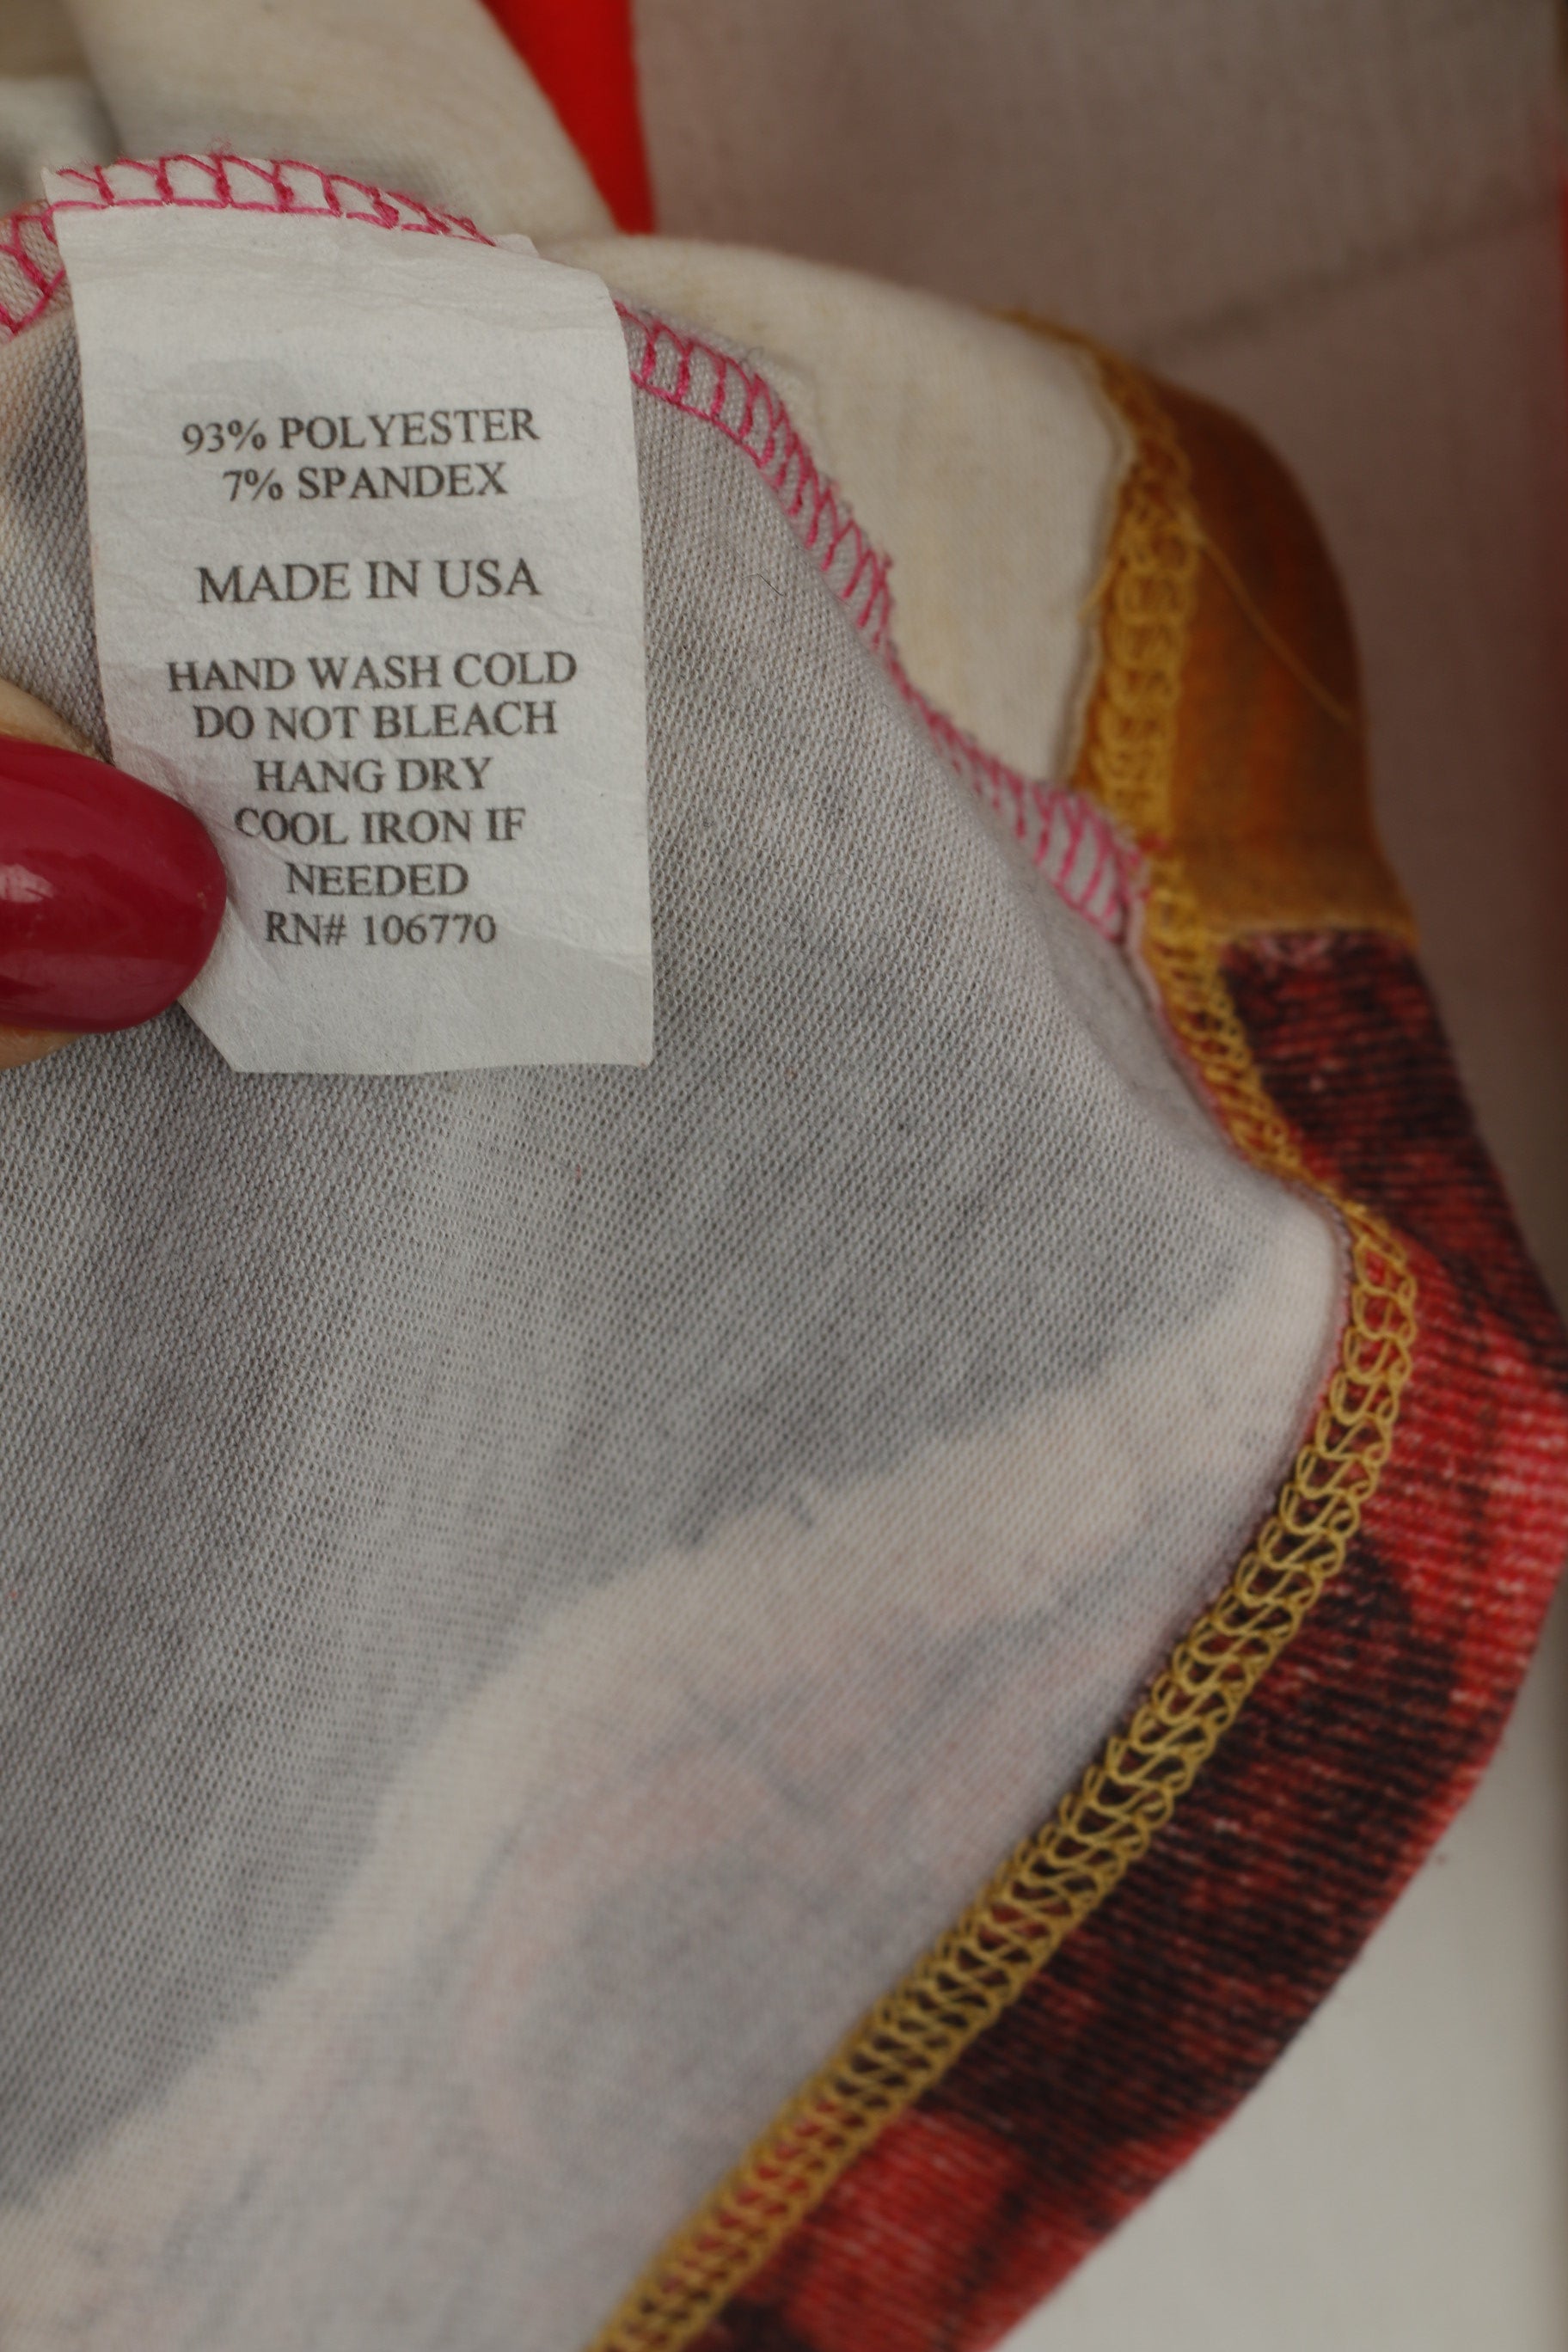 93% POLYESTER
7% SPANDEX
MADE IN USA
HAND WASH COLD
DO NOT BLEACH
HANG DRY
COOL IRON IF
NEEDED
RN# 106770